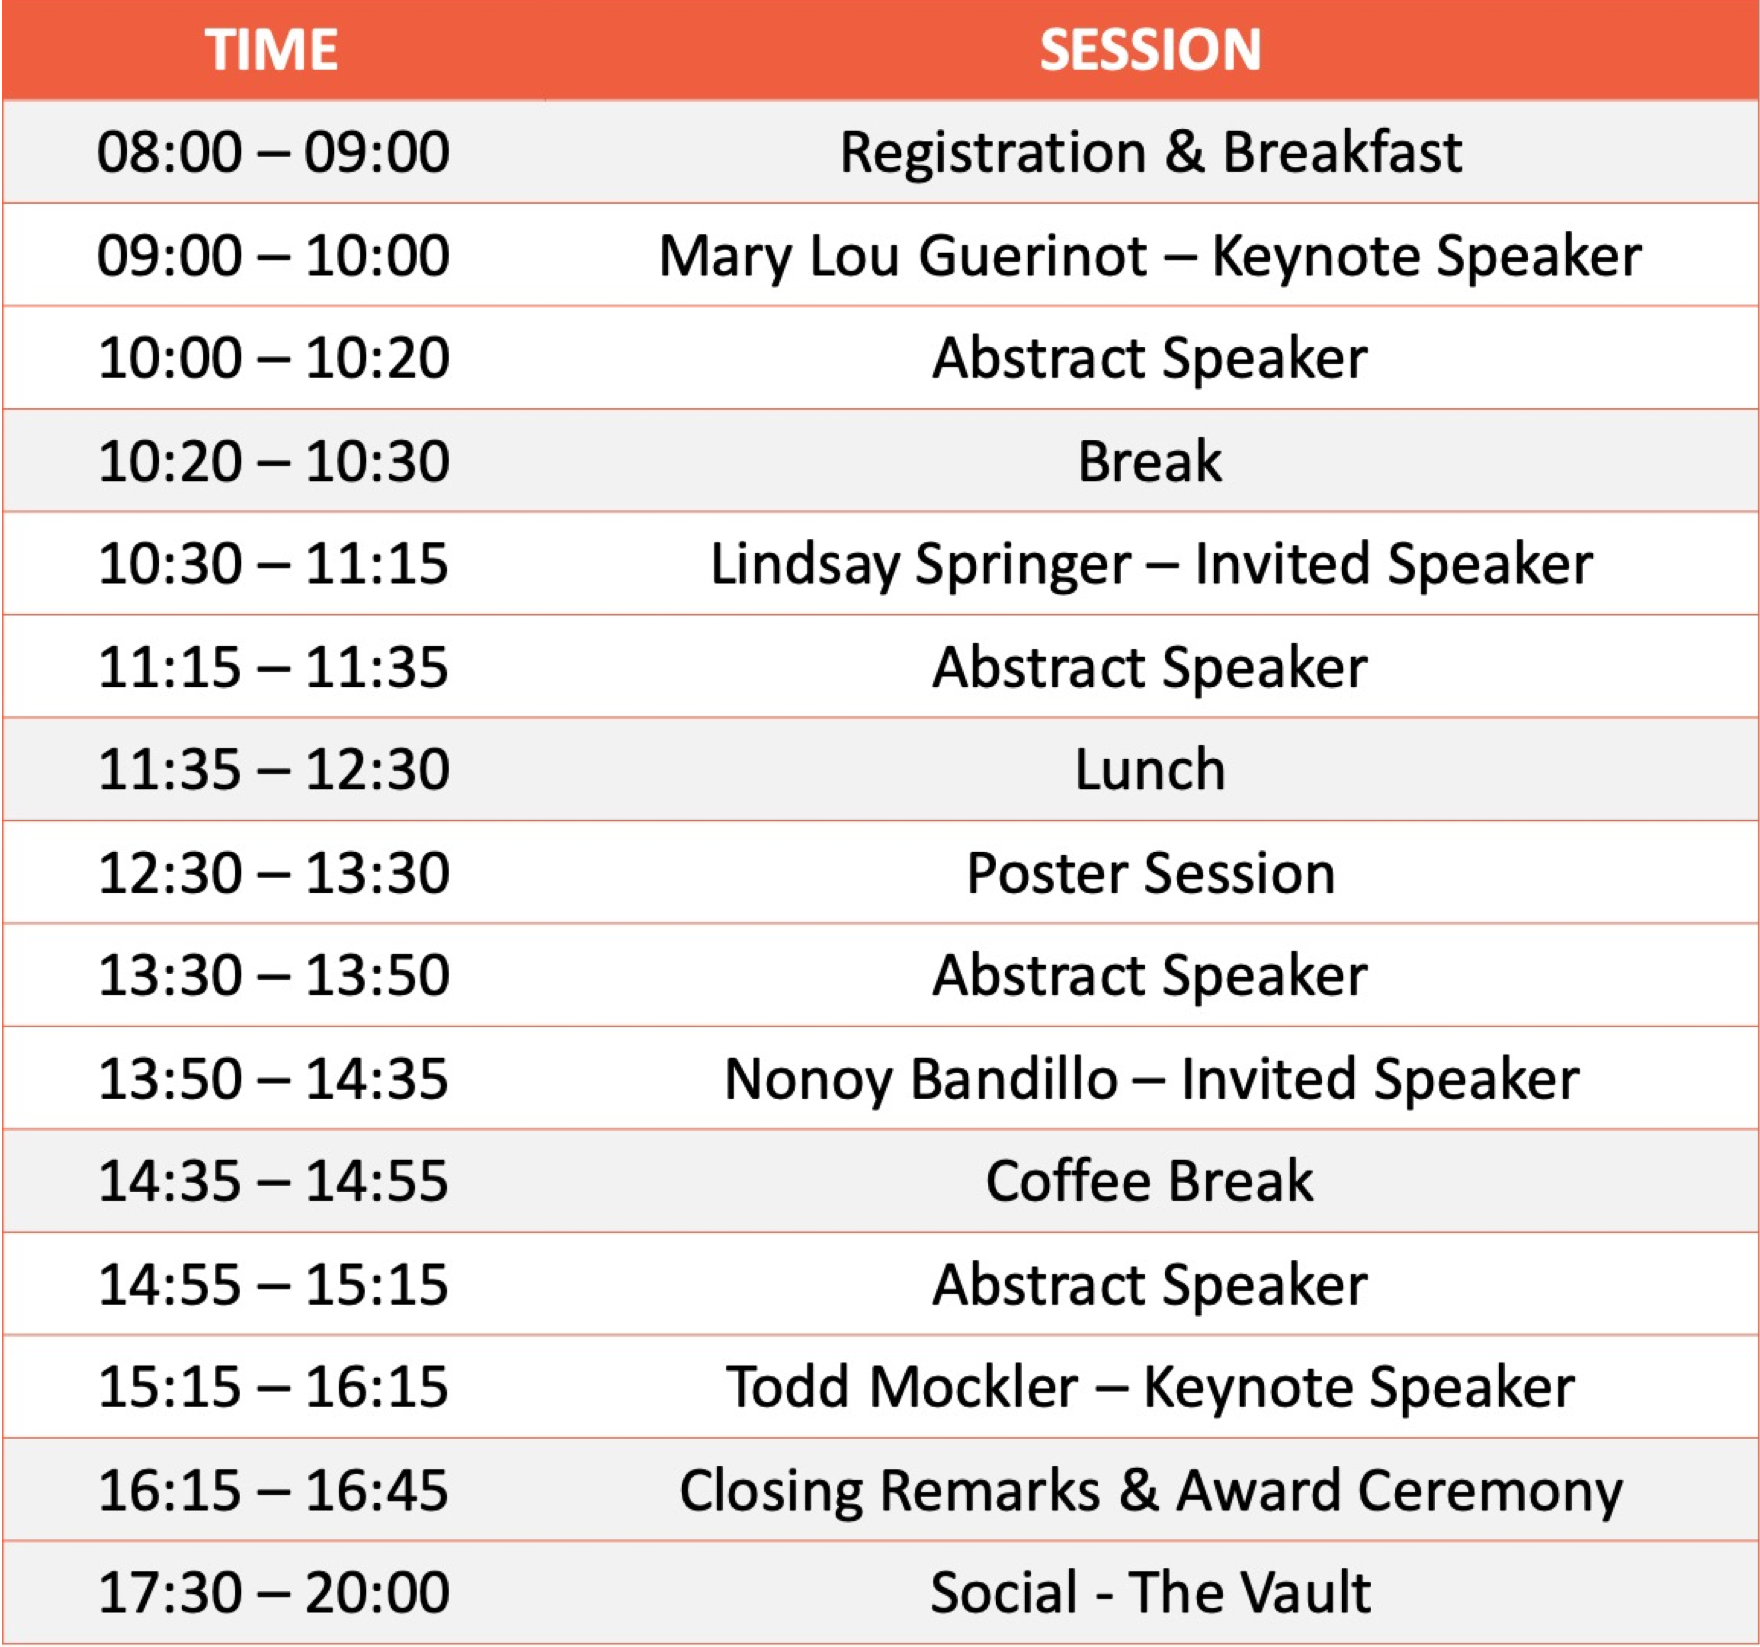 TIME SESSION
08:00 – 09:00 Registration & Breakfast
09:00 – 10:00 Mary Lou Guerinot – Keynote Speaker
10:00 – 10:20 Abstract Speaker
10:20 – 10:30 Break
10:30 – 11:15 Lindsay Springer – Invited Speaker
11:15 – 11:35 Abstract Speaker
11:35 – 12:30 Lunch
12:30 – 13:30 Poster Session
13:30 – 13:50 Abstract Speaker
13:50 – 14:35 Nonoy Bandillo – Invited Speaker
14:35 – 14:55 Coffee Break
14:55 – 15:15 Abstract Speaker
15:15 – 16:15 Todd Mockler – Keynote Speaker
16:15 – 16:45 Closing Remarks & Award Ceremony
17:30 – 20:00 Social - The Vault